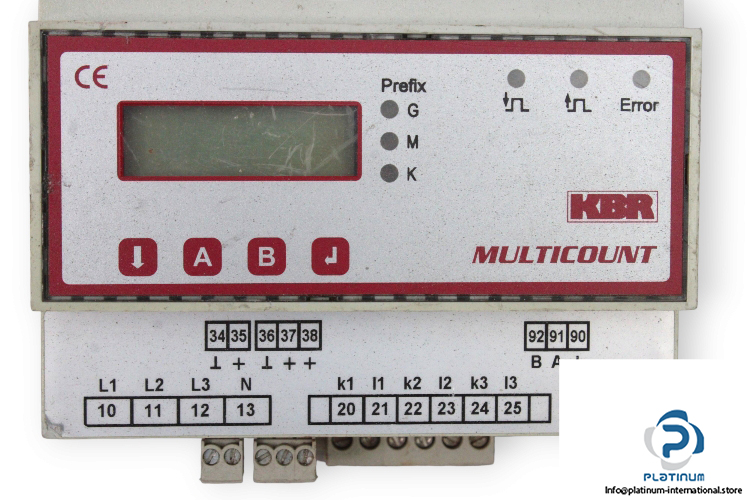 CE
Prefix
G
M
K
Error
KBR
MULTICOUNT
A B
34 35 36 37 38
⊥ + ⊥ + +
92 91 90
B A
L1 L2 L3 N
10 11 12 13
k1 l1 k2 l2 k3 l3
20 21 22 23 24 25
PLATINUM
Info@platinum-international.store